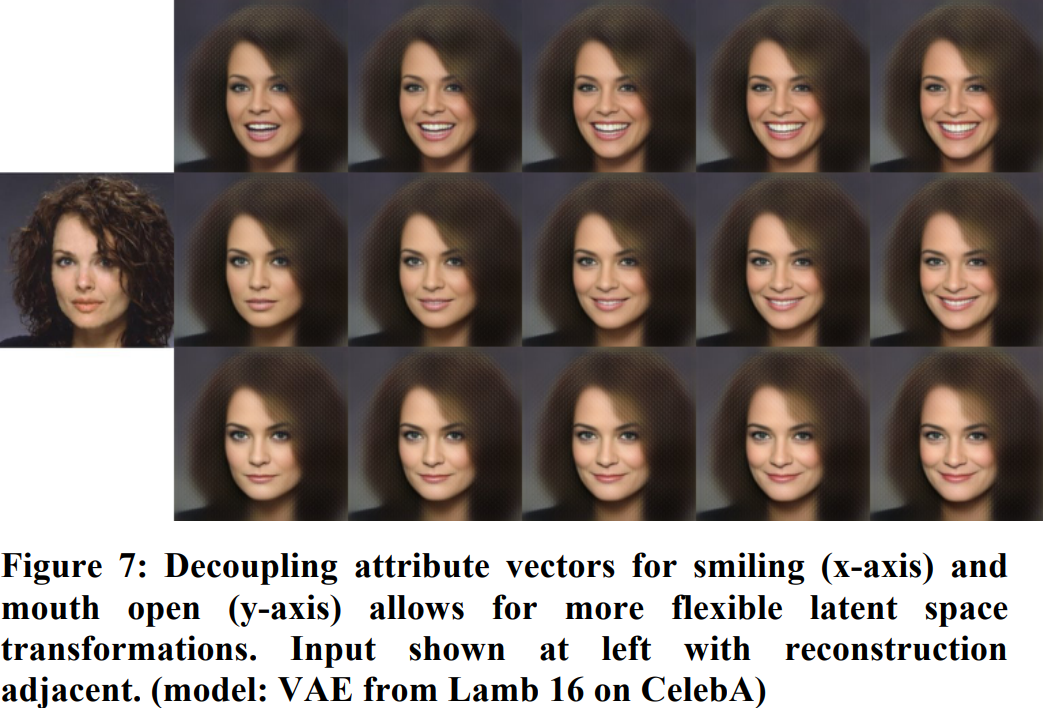 Figure 7: Decoupling attribute vectors for smiling (x-axis) and
mouth open (y-axis) allows for more flexible latent space
transformations. Input shown at left with reconstruction
adjacent. (model: VAE from Lamb 16 on CelebA)